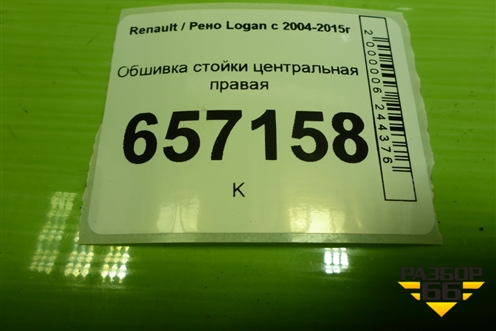 Renault / Рено Logan с 2004-2015г
Обшивка стойки центральная
правая
657158
К
2000006244376
РАЗБОР
66